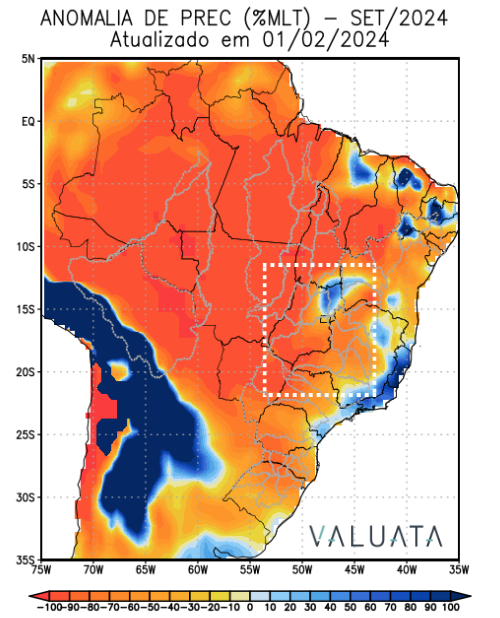 ANOMALIA DE PREC (%MLT) – SET/2024
Atualizado em 01/02/2024
5N
EQ
5S
10S
15S
20S
25S
30S
35S
VALUATA
75W 70W 65W 60W 55W 50W 45W 40W 35W
-100 -90 -80 -70 -60 -50 -40 -30 -20 -10 0 10 20 30 40 50 60 70 80 90 100